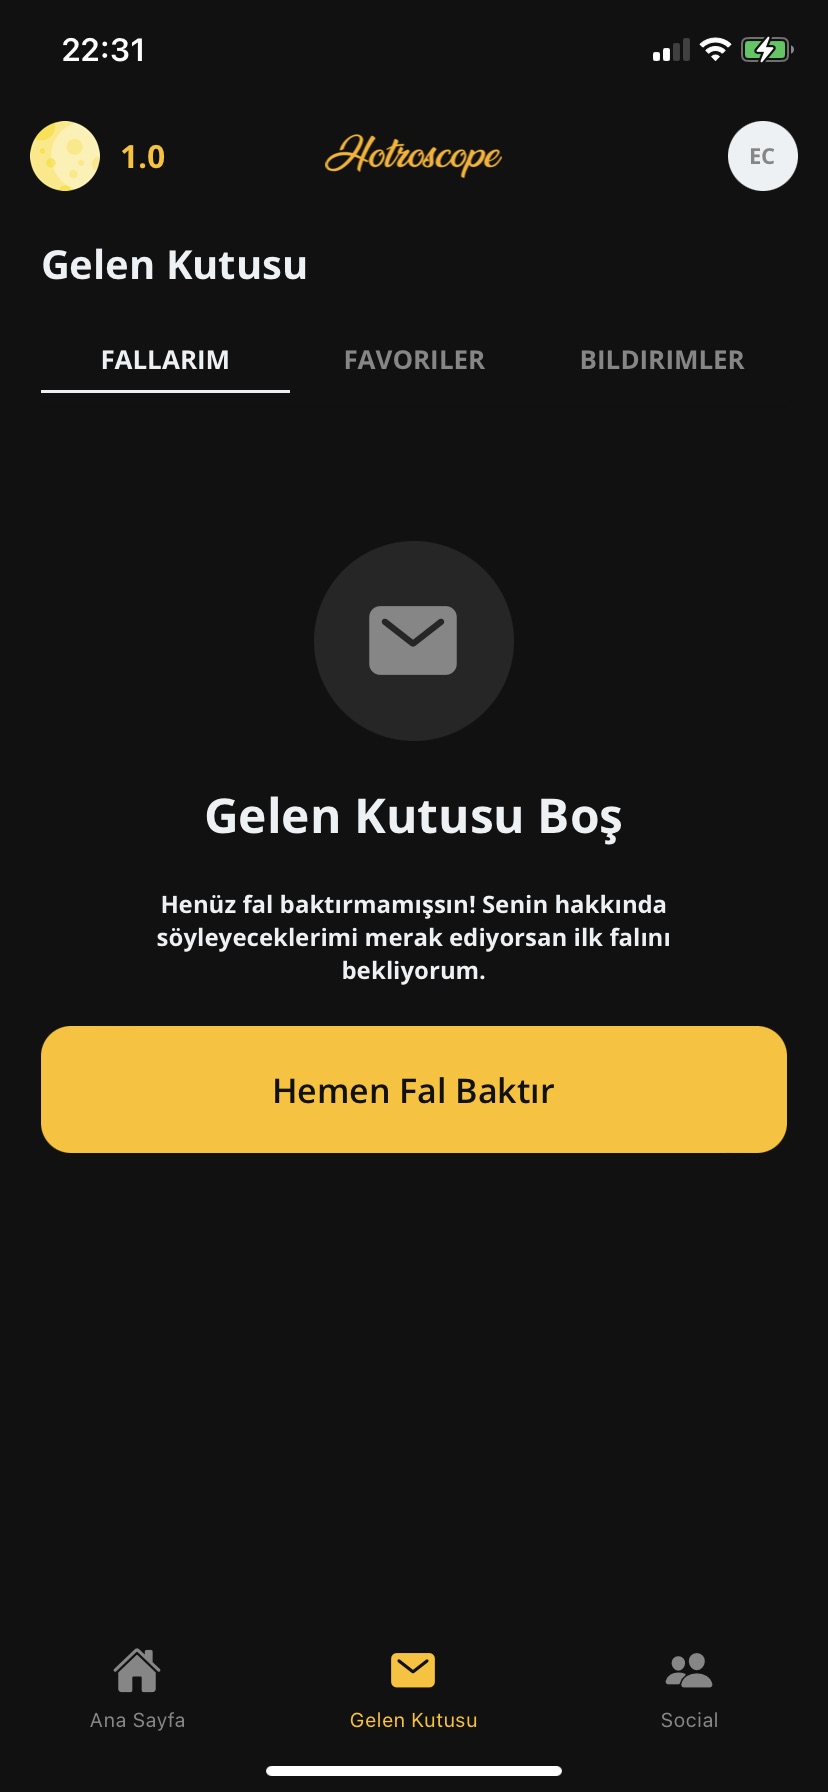 22:31
1.0
Hotroscope
EC
Gelen Kutusu
FALLARIM
FAVORILER
BILDIRIMLER
Gelen Kutusu Boş
Henüz fal baktırmamışsın! Senin hakkında
söyleyeceklerimi merak ediyorsan ilk falını
bekliyorum.
Hemen Fal Baktır
Ana Sayfa
Gelen Kutusu
Social